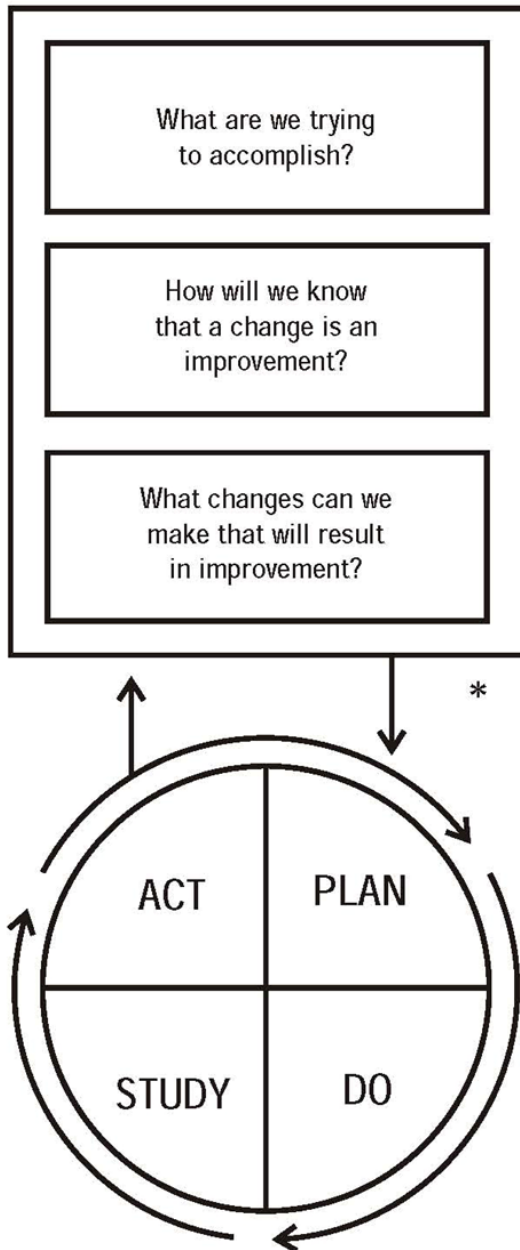 What are we trying
to accomplish?
How will we know
that a change is an
improvement?
What changes can we
make that will result
in improvement?
*
ACT
PLAN
STUDY
DO